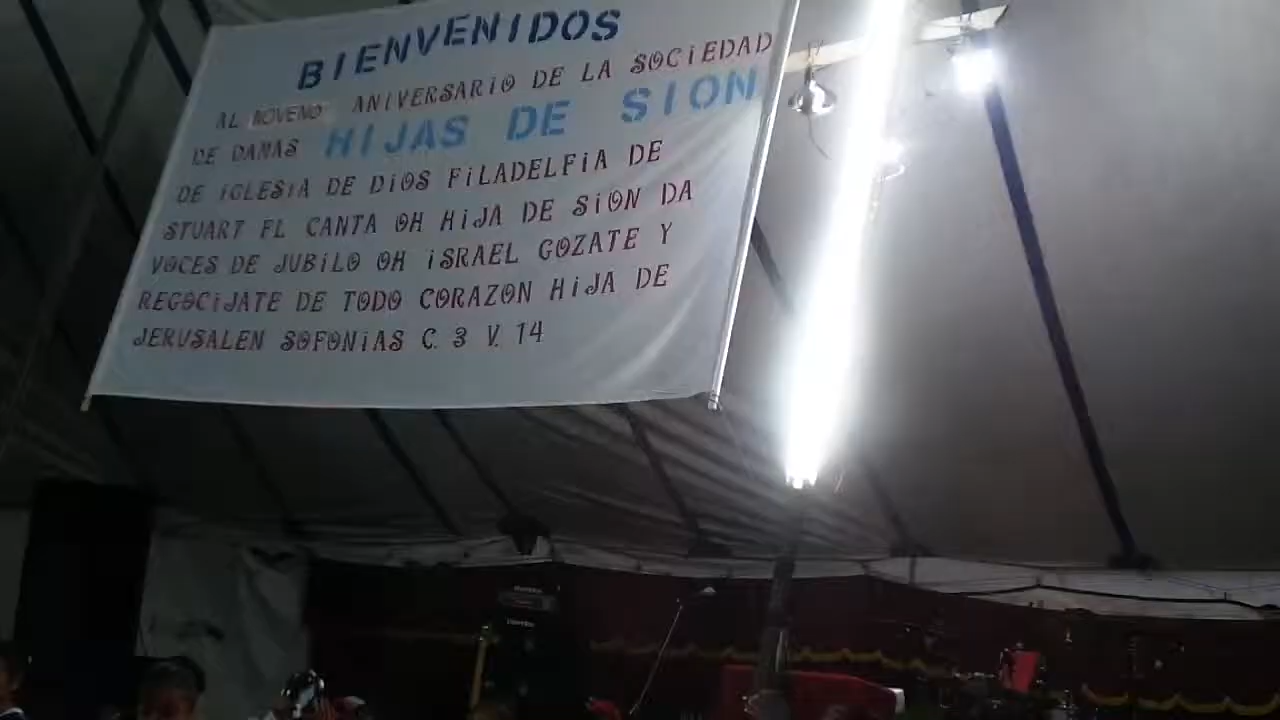 BIENVENIDOS
AL NOVENO ANIVERSARIO DE LA SOCIEDAD
DE DAMAS HIJAS DE SION
DE IGLESIA DE DIOS FILADELFIA DE
STUART FL CANTA OH HIJA DE SION DA
VOCES DE JUBILO OH ISRAEL GOZATE Y
REGOCIJATE DE TODO CORAZON HIJA DE
JERUSALEN SOFONIAS C. 3 V. 14